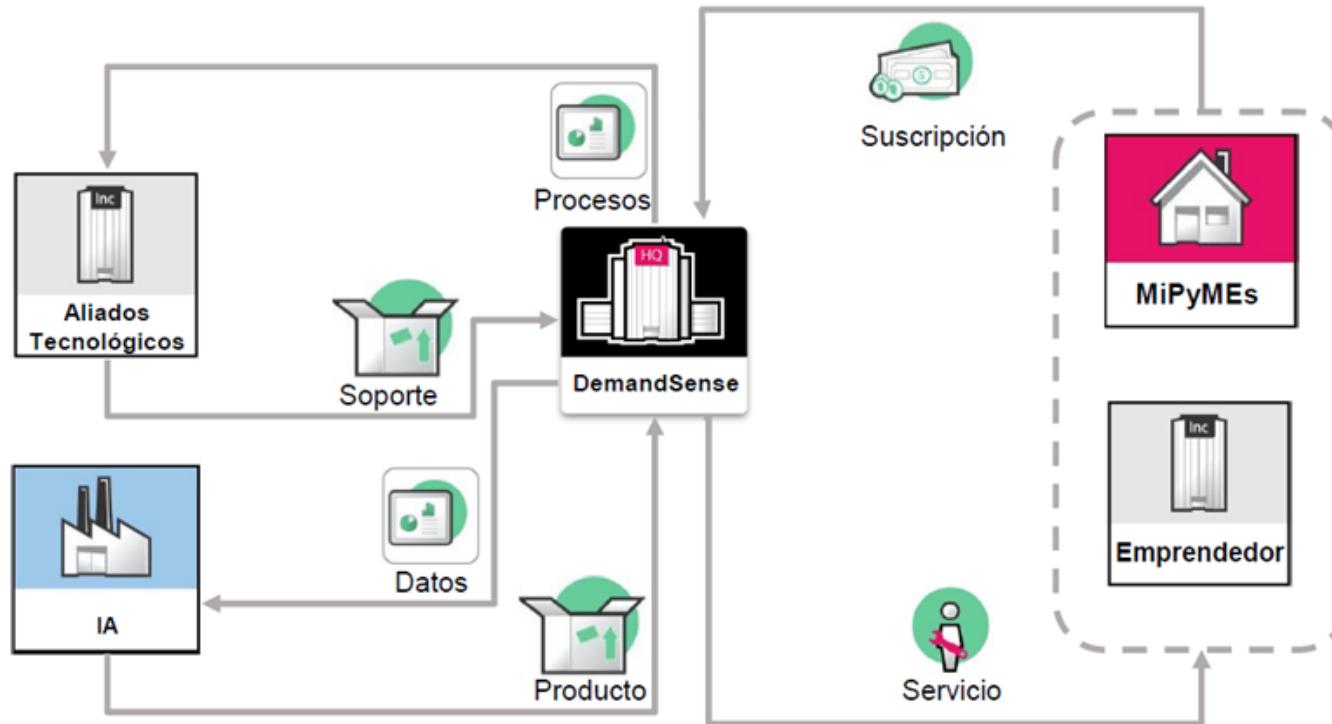 Suscripción
Procesos
Inc
Aliados
Tecnológicos
HQ
DemandSense
MiPyMEs
Soporte
Inc
Emprendedor
IA
Datos
Producto
Servicio